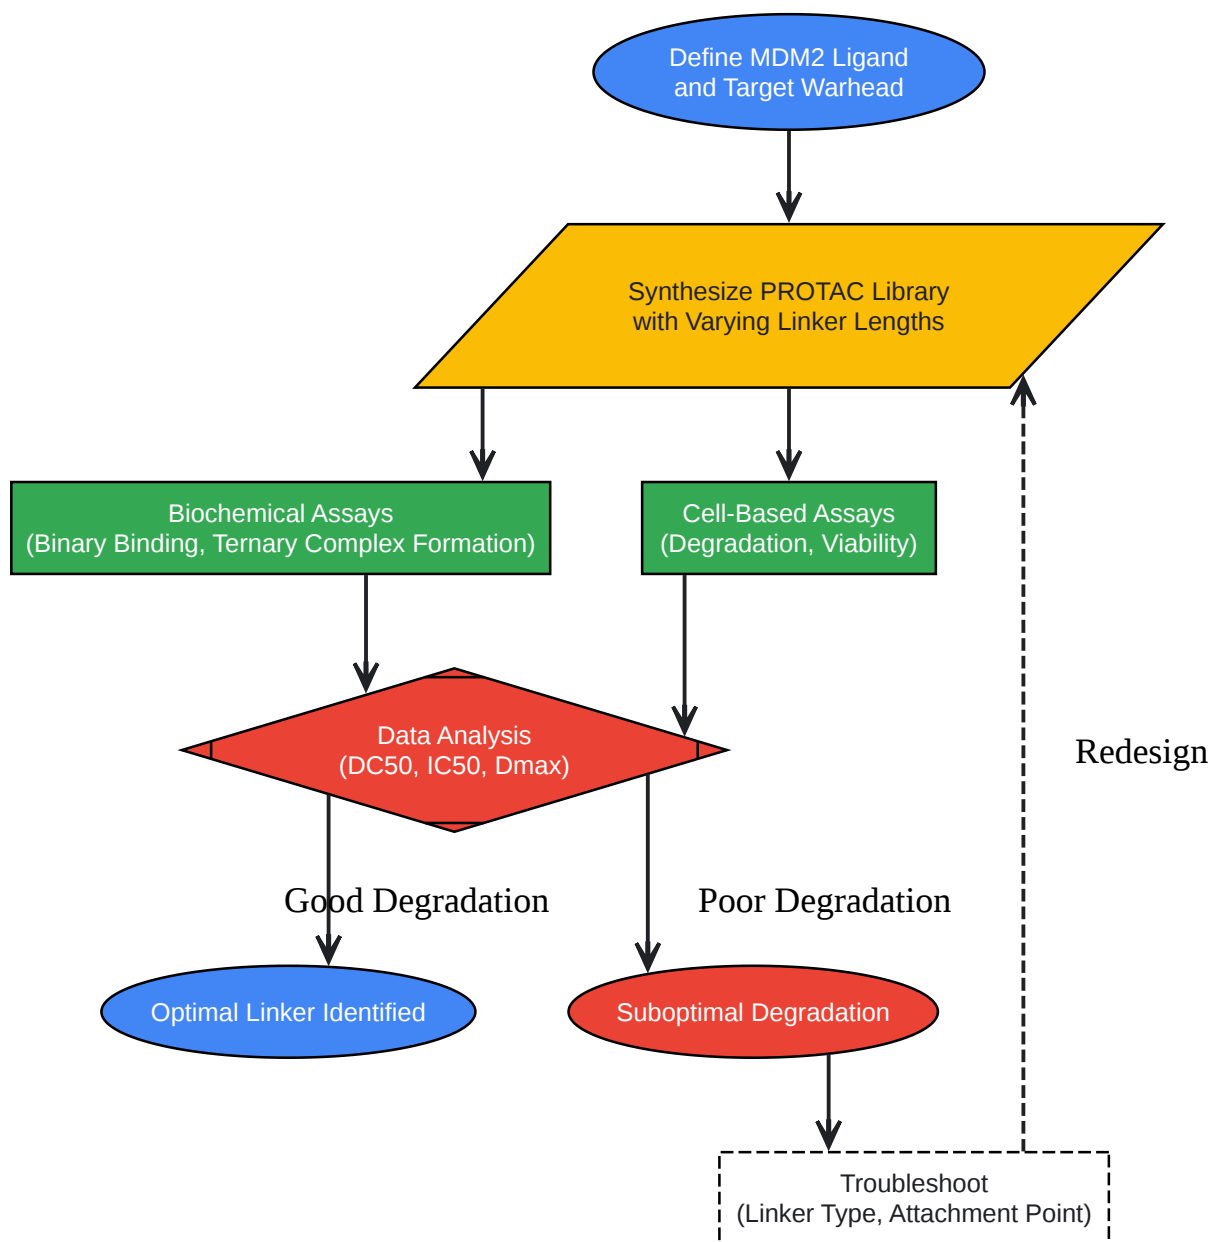 Define MDM2 Ligand
and Target Warhead
Synthesize PROTAC Library
with Varying Linker Lengths
Biochemical Assays
(Binary Binding, Ternary Complex Formation)
Cell-Based Assays
(Degradation, Viability)
Data Analysis
(DC50, IC50, Dmax)
Redesign
Good Degradation
Poor Degradation
Optimal Linker Identified
Suboptimal Degradation
Troubleshoot
(Linker Type, Attachment Point)